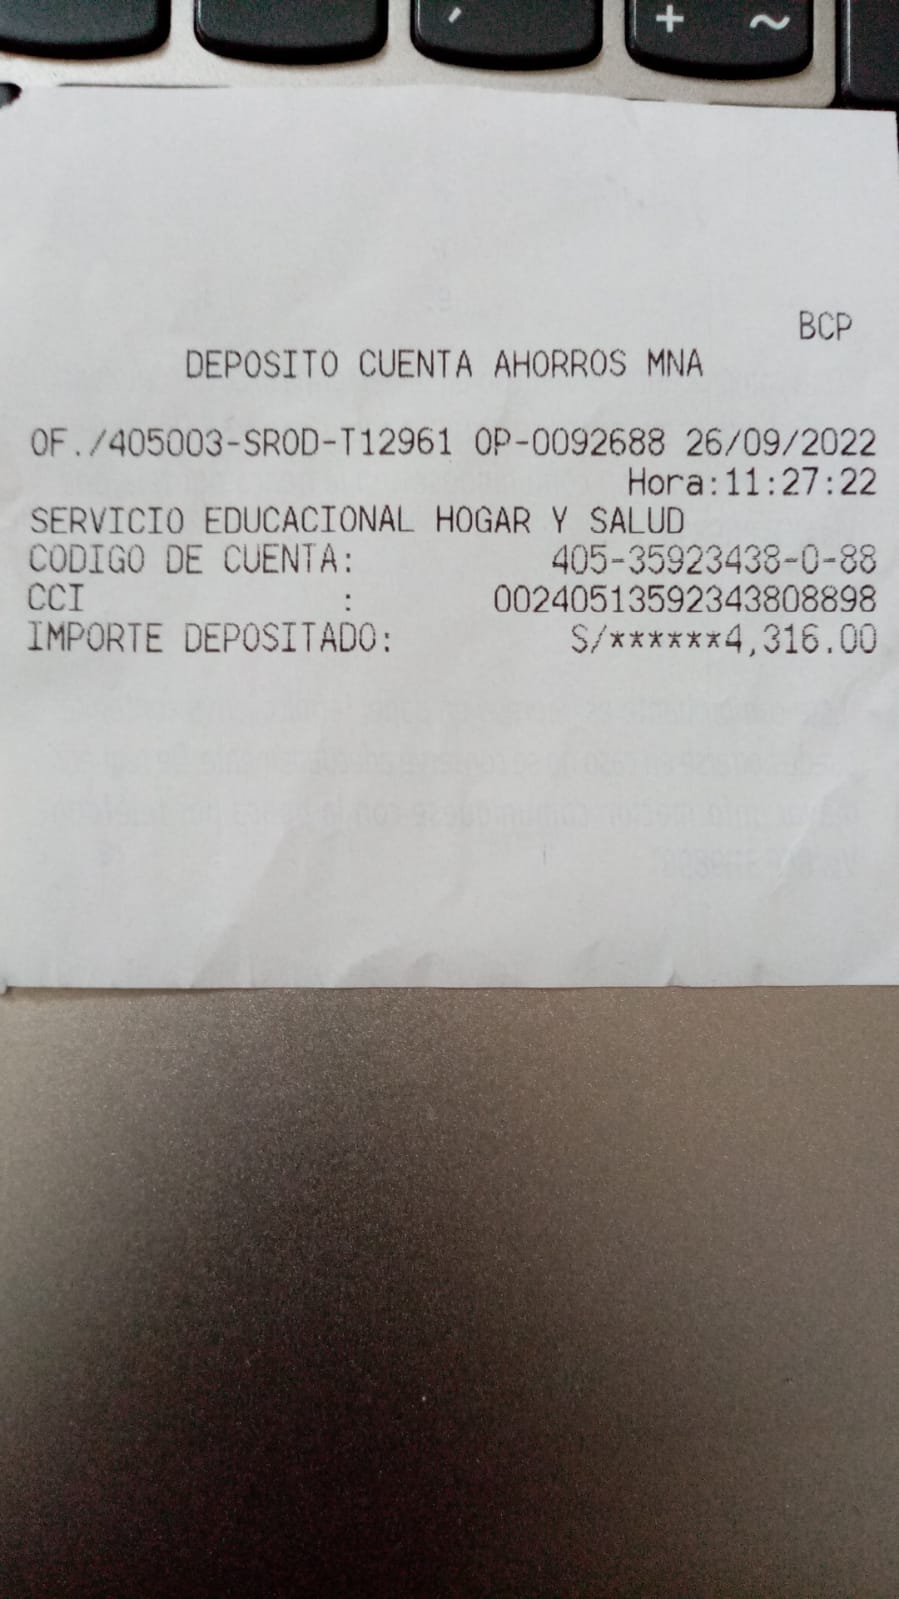 BCP
DEPOSITO CUENTA AHORROS MNA
OF./405003-SROD-T12961 OP-0092688 26/09/2022
Hora:11:27:22
SERVICIO EDUCACIONAL HOGAR Y SALUD
CODIGO DE CUENTA: 405-35923438-0-88
CCI : 00240513592343808898
IMPORTE DEPOSITADO: S/******4,316.00
+ ~